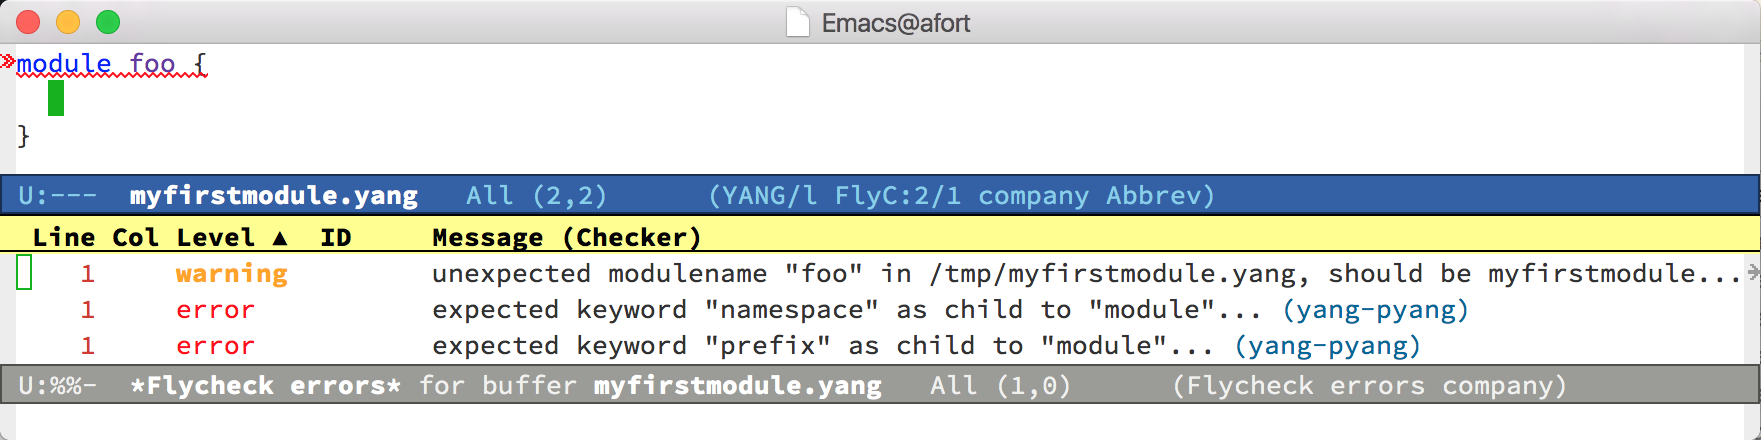 Emacs@afort
module foo {
}
U:--- myfirstmodule.yang All (2,2) (YANG/l FlyC:2/1 company Abbrev)
Line Col Level ▲ ID Message (Checker)
1 warning unexpected modulename "foo" in /tmp/myfirstmodule.yang, should be myfirstmodule...
1 error expected keyword "namespace" as child to "module"... (yang-pyang)
1 error expected keyword "prefix" as child to "module"... (yang-pyang)
U:%%- *Flycheck errors* for buffer myfirstmodule.yang All (1,0) (Flycheck errors company)